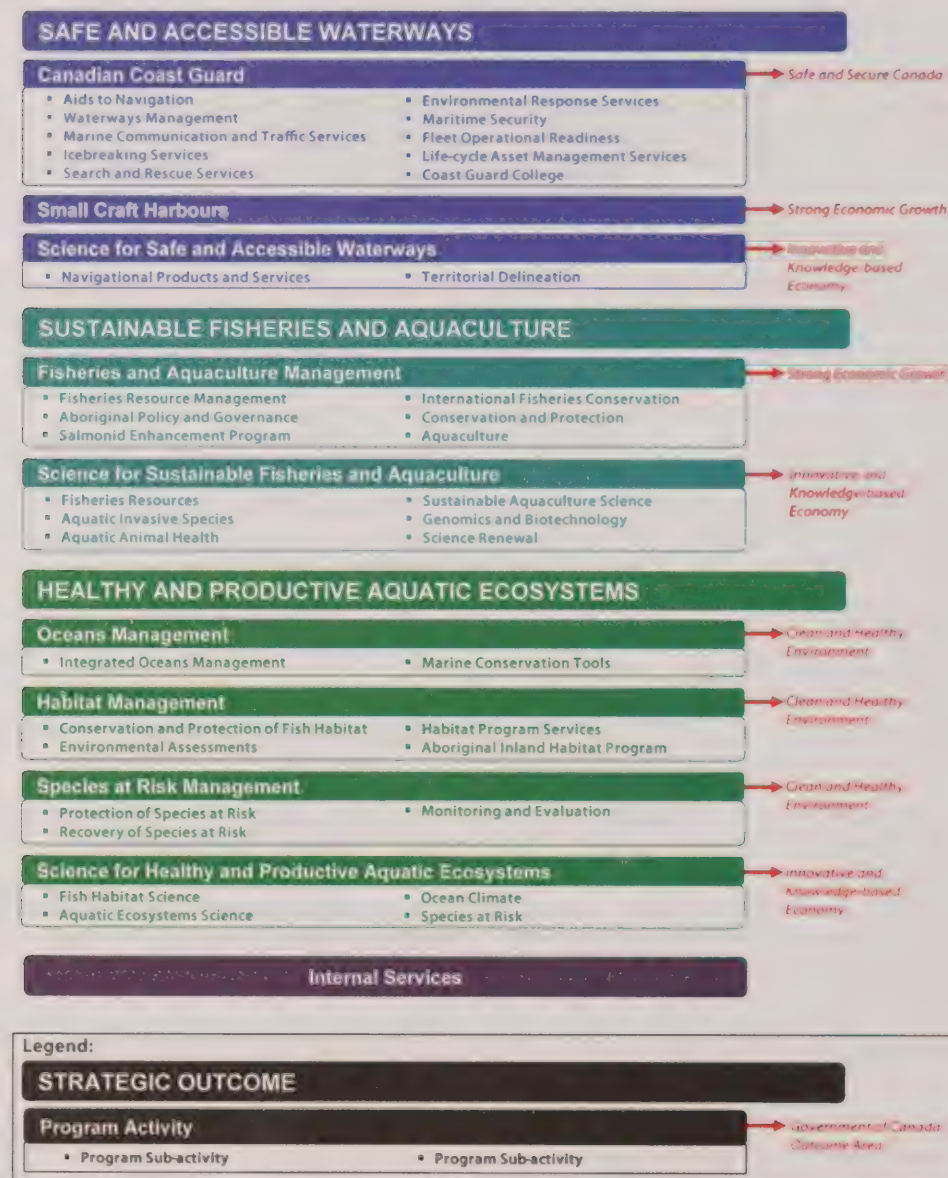 SAFE AND ACCESSIBLE WATERWAYS
Canadian Coast Guard
Safe and Secure Canada
▪ Aids to Navigation
▪ Waterways Management
▪ Marine Communication and Traffic Services
▪ Icebreaking Services
▪ Search and Rescue Services
▪ Environmental Response Services
▪ Maritime Security
▪ Fleet Operational Readiness
▪ Life-cycle Asset Management Services
▪ Coast Guard College
Small Craft Harbours
Strong Economic Growth
Science for Safe and Accessible Waterways
Innovative and
Knowledge-based
Economy
▪ Navigational Products and Services
▪ Territorial Delineation
SUSTAINABLE FISHERIES AND AQUACULTURE
Fisheries and Aquaculture Management
Strong Economic Growth
▪ Fisheries Resource Management
▪ Aboriginal Policy and Governance
▪ Salmonid Enhancement Program
▪ International Fisheries Conservation
▪ Conservation and Protection
▪ Aquaculture
Science for Sustainable Fisheries and Aquaculture
Innovative and
Knowledge-based
Economy
▪ Fisheries Resources
▪ Aquatic Invasive Species
▪ Aquatic Animal Health
▪ Sustainable Aquaculture Science
▪ Genomics and Biotechnology
▪ Science Renewal
HEALTHY AND PRODUCTIVE AQUATIC ECOSYSTEMS
Oceans Management
Clean and Healthy
Environment
▪ Integrated Oceans Management
▪ Marine Conservation Tools
Habitat Management
Clean and Healthy
Environment
▪ Conservation and Protection of Fish Habitat
▪ Environmental Assessments
▪ Habitat Program Services
▪ Aboriginal Inland Habitat Program
Species at Risk Management
Clean and Healthy
Environment
▪ Protection of Species at Risk
▪ Recovery of Species at Risk
▪ Monitoring and Evaluation
Science for Healthy and Productive Aquatic Ecosystems
Innovative and
Knowledge-based
Economy
▪ Fish Habitat Science
▪ Aquatic Ecosystems Science
▪ Ocean Climate
▪ Species at Risk
Internal Services
Legend:
STRATEGIC OUTCOME
Program Activity
Government of Canada
Outcome Area
▪ Program Sub-activity
▪ Program Sub-activity